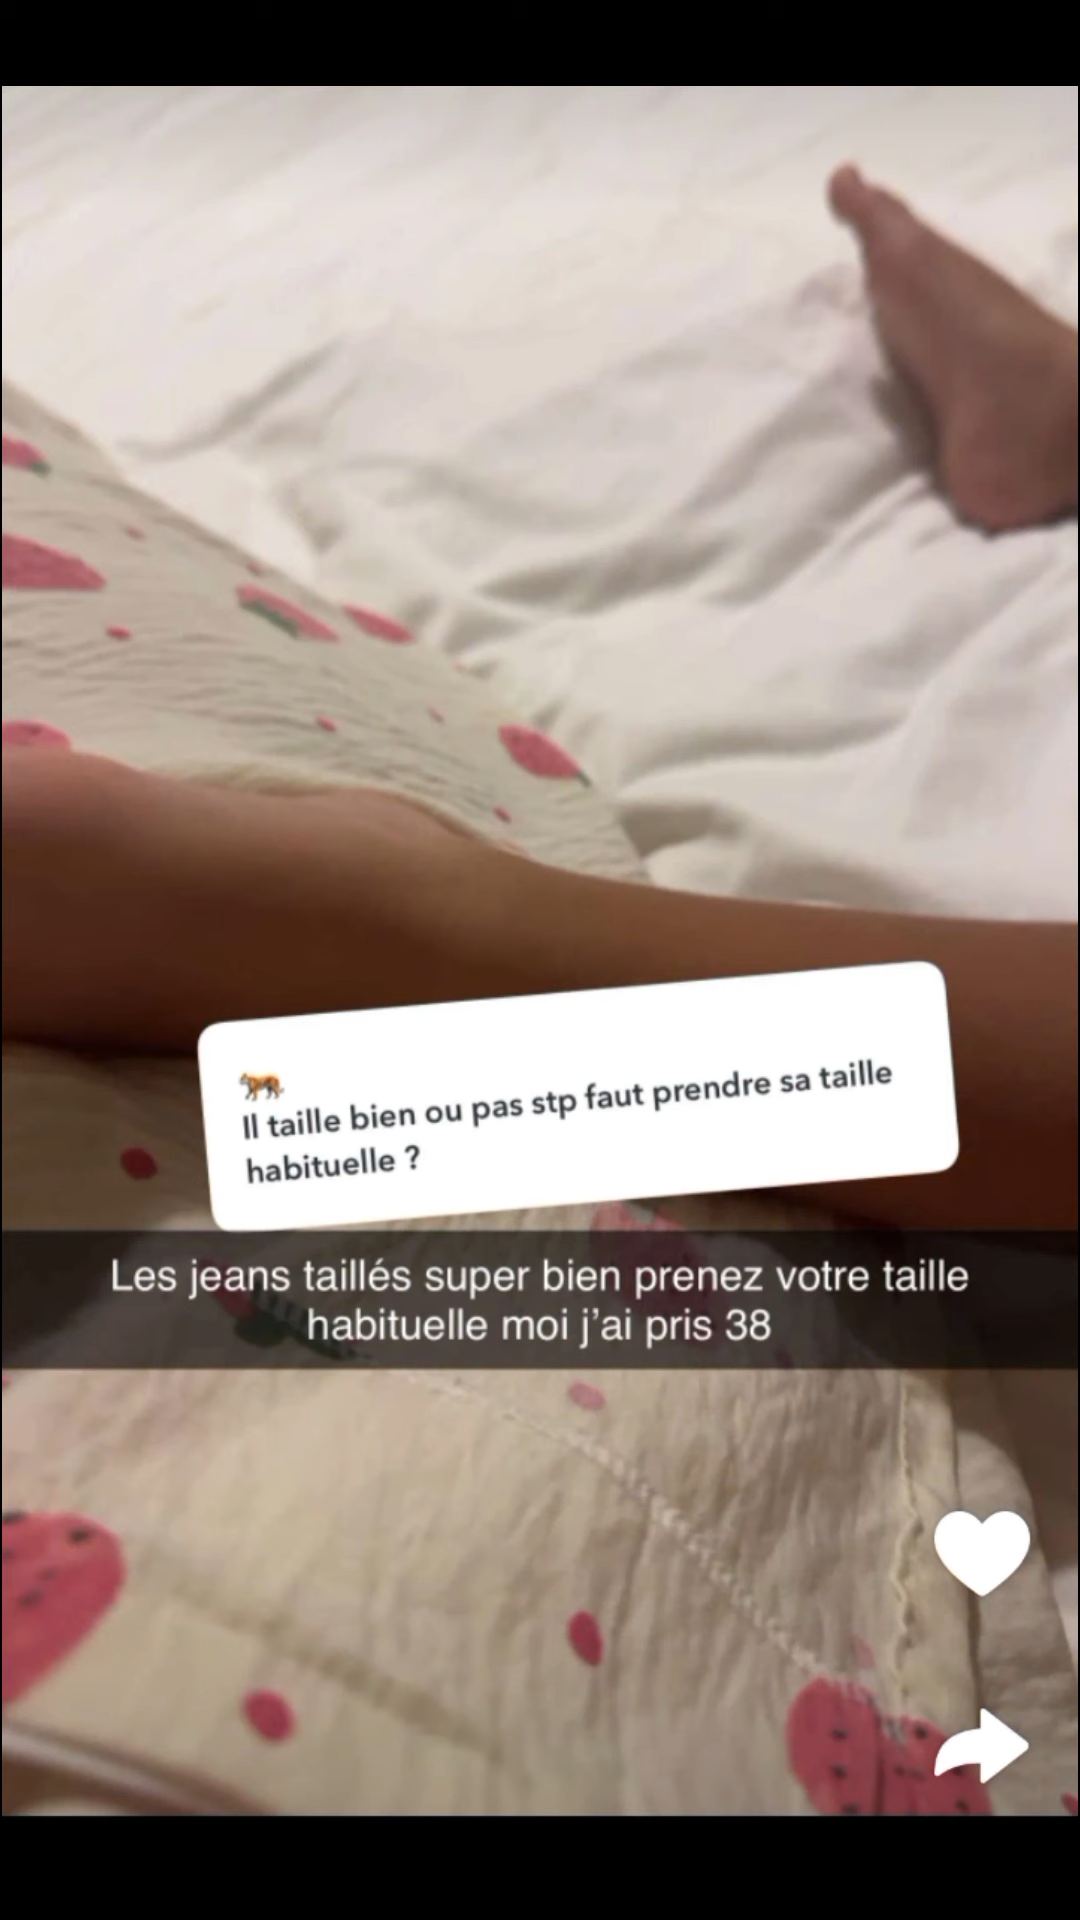 🐅
Il taille bien ou pas stp faut prendre sa taille
habituelle ?
Les jeans taillés super bien prenez votre taille
habituelle moi j’ai pris 38